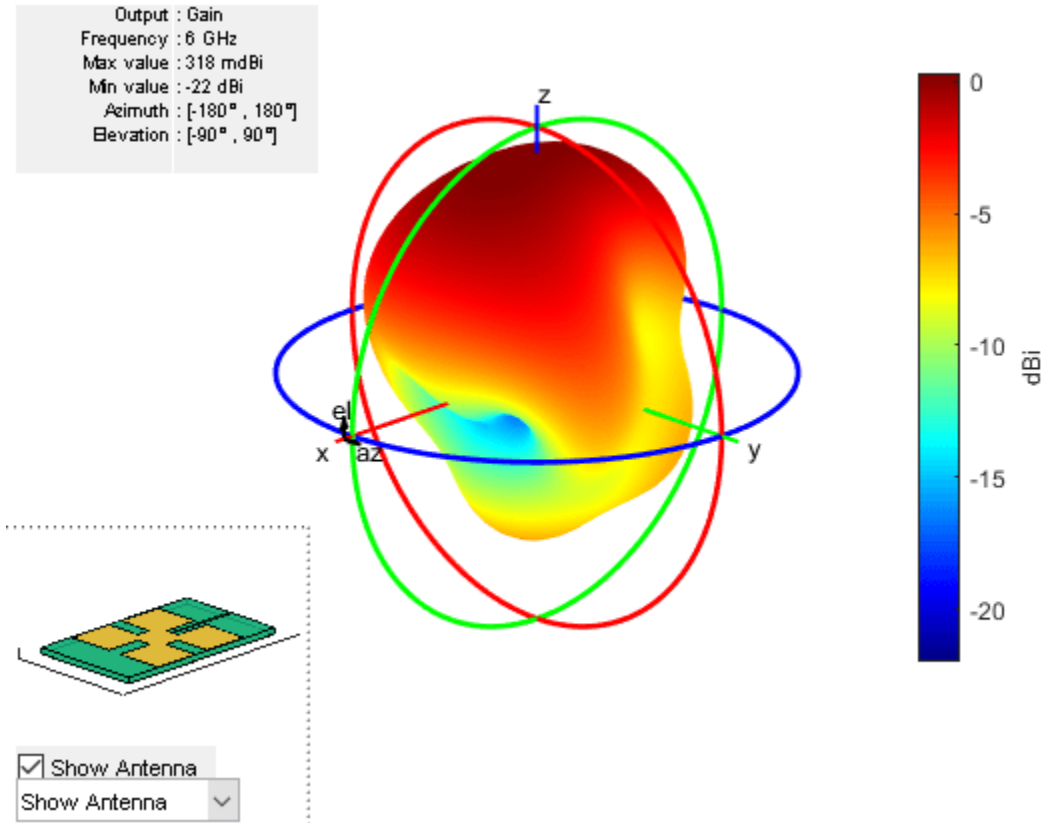 Output : Gain
Frequency : 6 GHz
Max value : 318 mdBi
Min value : -22 dBi
Azimuth : [-180° , 180°]
Elevation : [-90° , 90°]
z
el
x
az
y
0
-5
-10
-15
-20
dBi
Show Antenna
Show Antenna